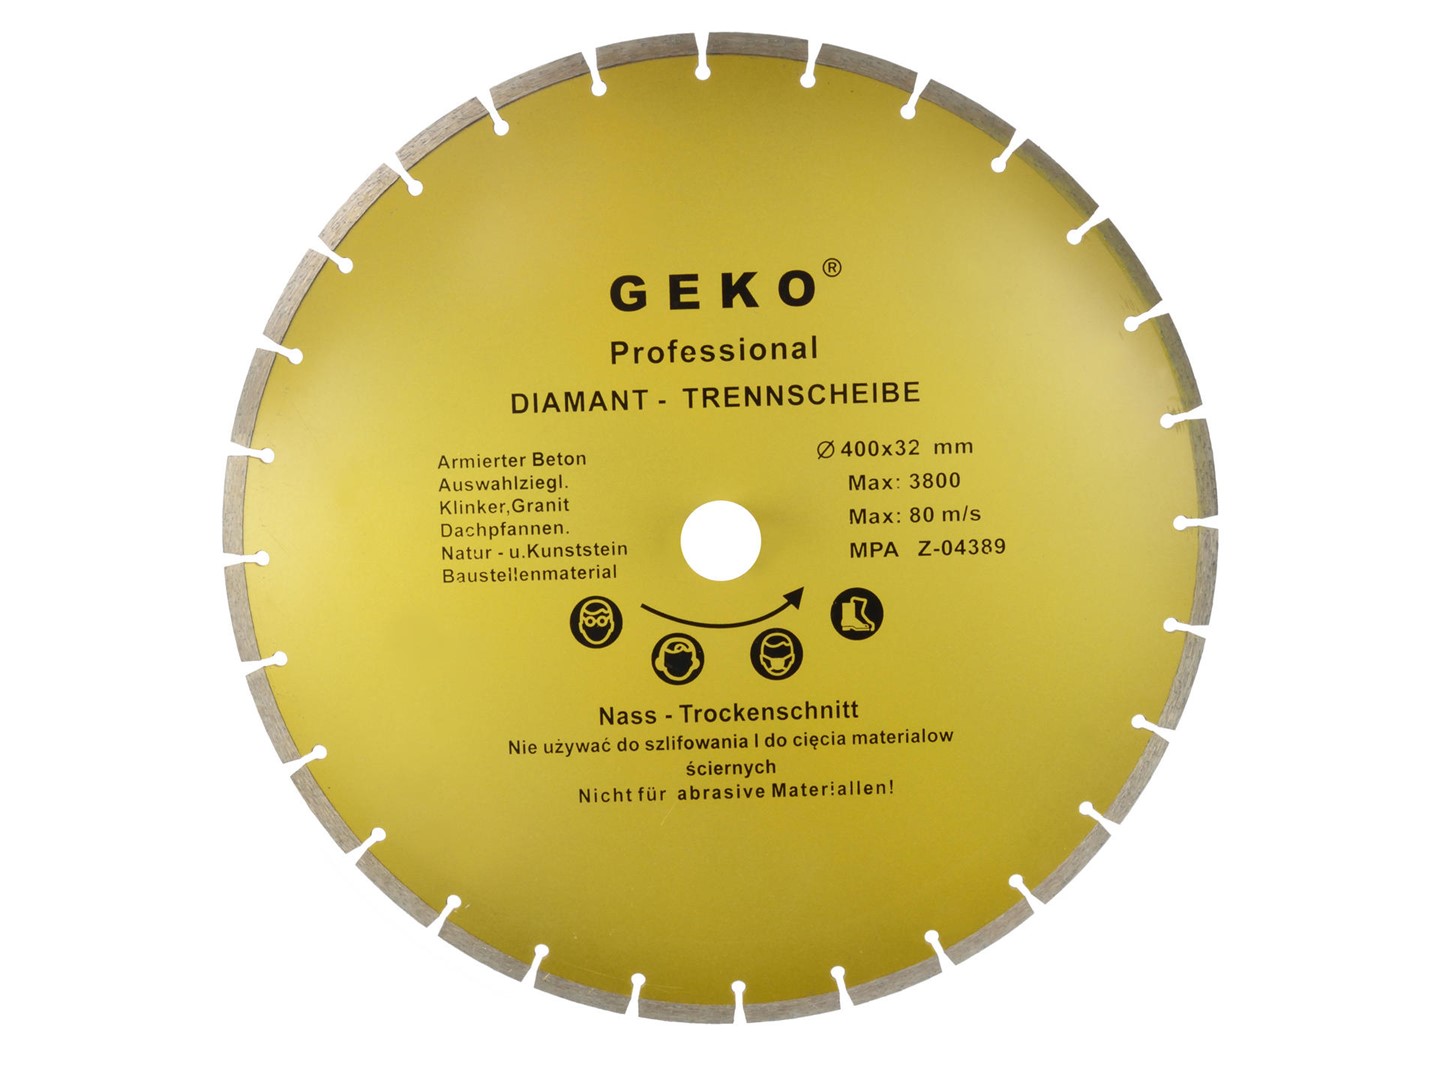 GEKO®
Professional
DIAMANT - TRENNSCHEIBE
Armierter Beton
Auswahlziegl.
Klinker,Granit
Dachpfannen.
Natur - u.Kunststein
Baustellenmaterial
Ø 400x32 mm
Max: 3800
Max: 80 m/s
MPA Z-04389
Nass - Trockenschnitt
Nie używać do szlifowania I do cięcia materialow
ściernych
Nicht für abrasive Materiallen!